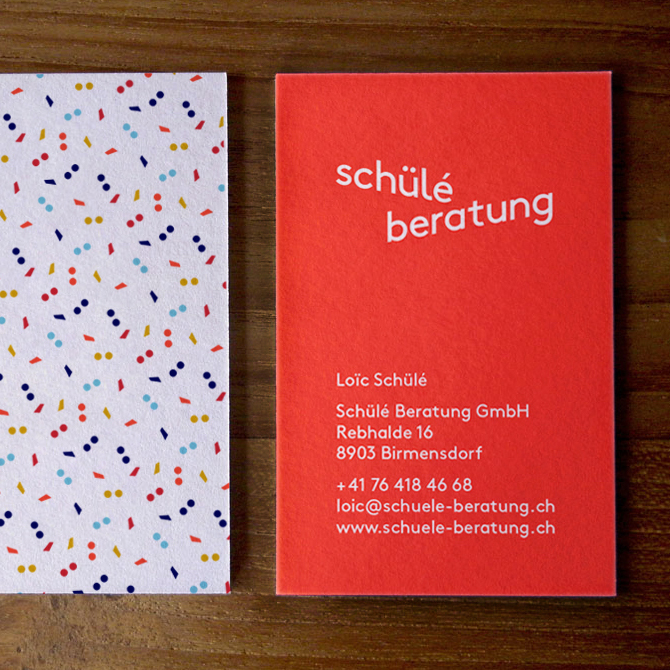 schülé
beratung
Loïc Schülé
Schülé Beratung GmbH
Rebhalde 16
8903 Birmensdorf
+41 76 418 46 68
loic@schuele-beratung.ch
www.schuele-beratung.ch